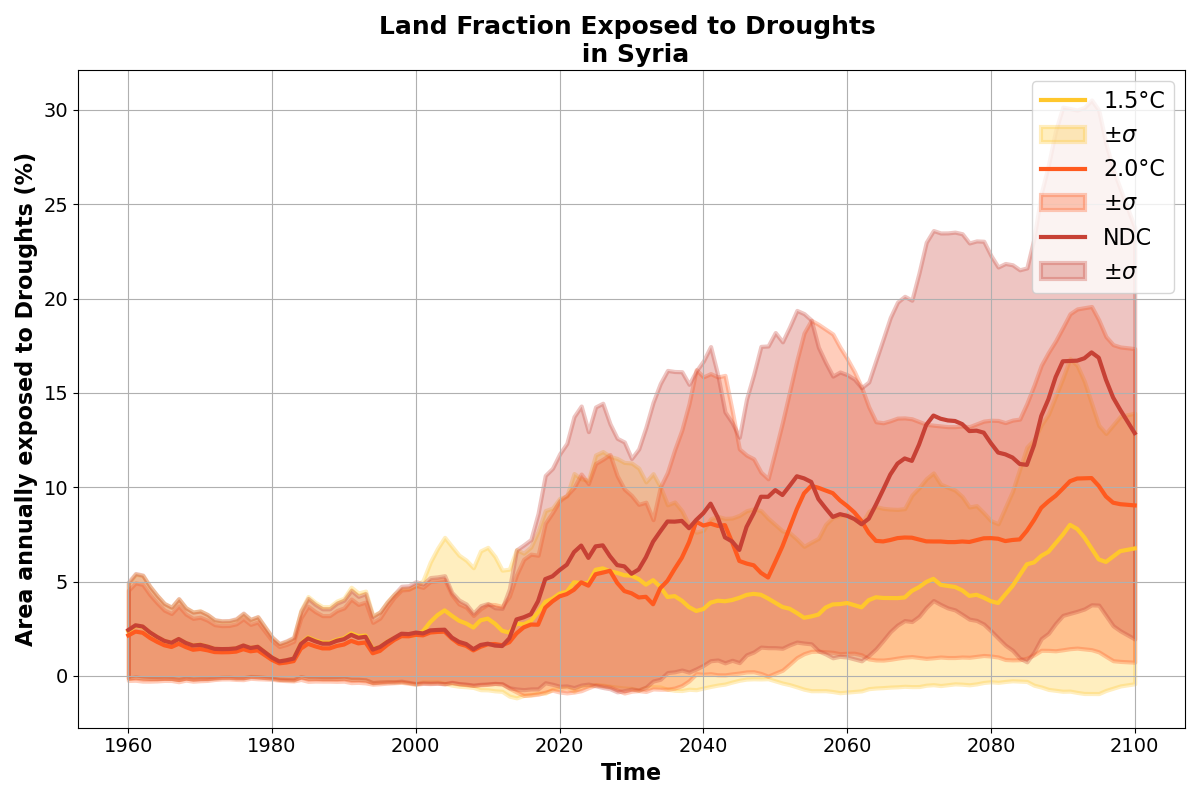 Land Fraction Exposed to Droughts
in Syria
Area annually exposed to Droughts (%)
30
25
20
15
10
5
0
1960
1980
2000
2020
2040
2060
2080
2100
Time
1.5°C
±σ
2.0°C
±σ
NDC
±σ